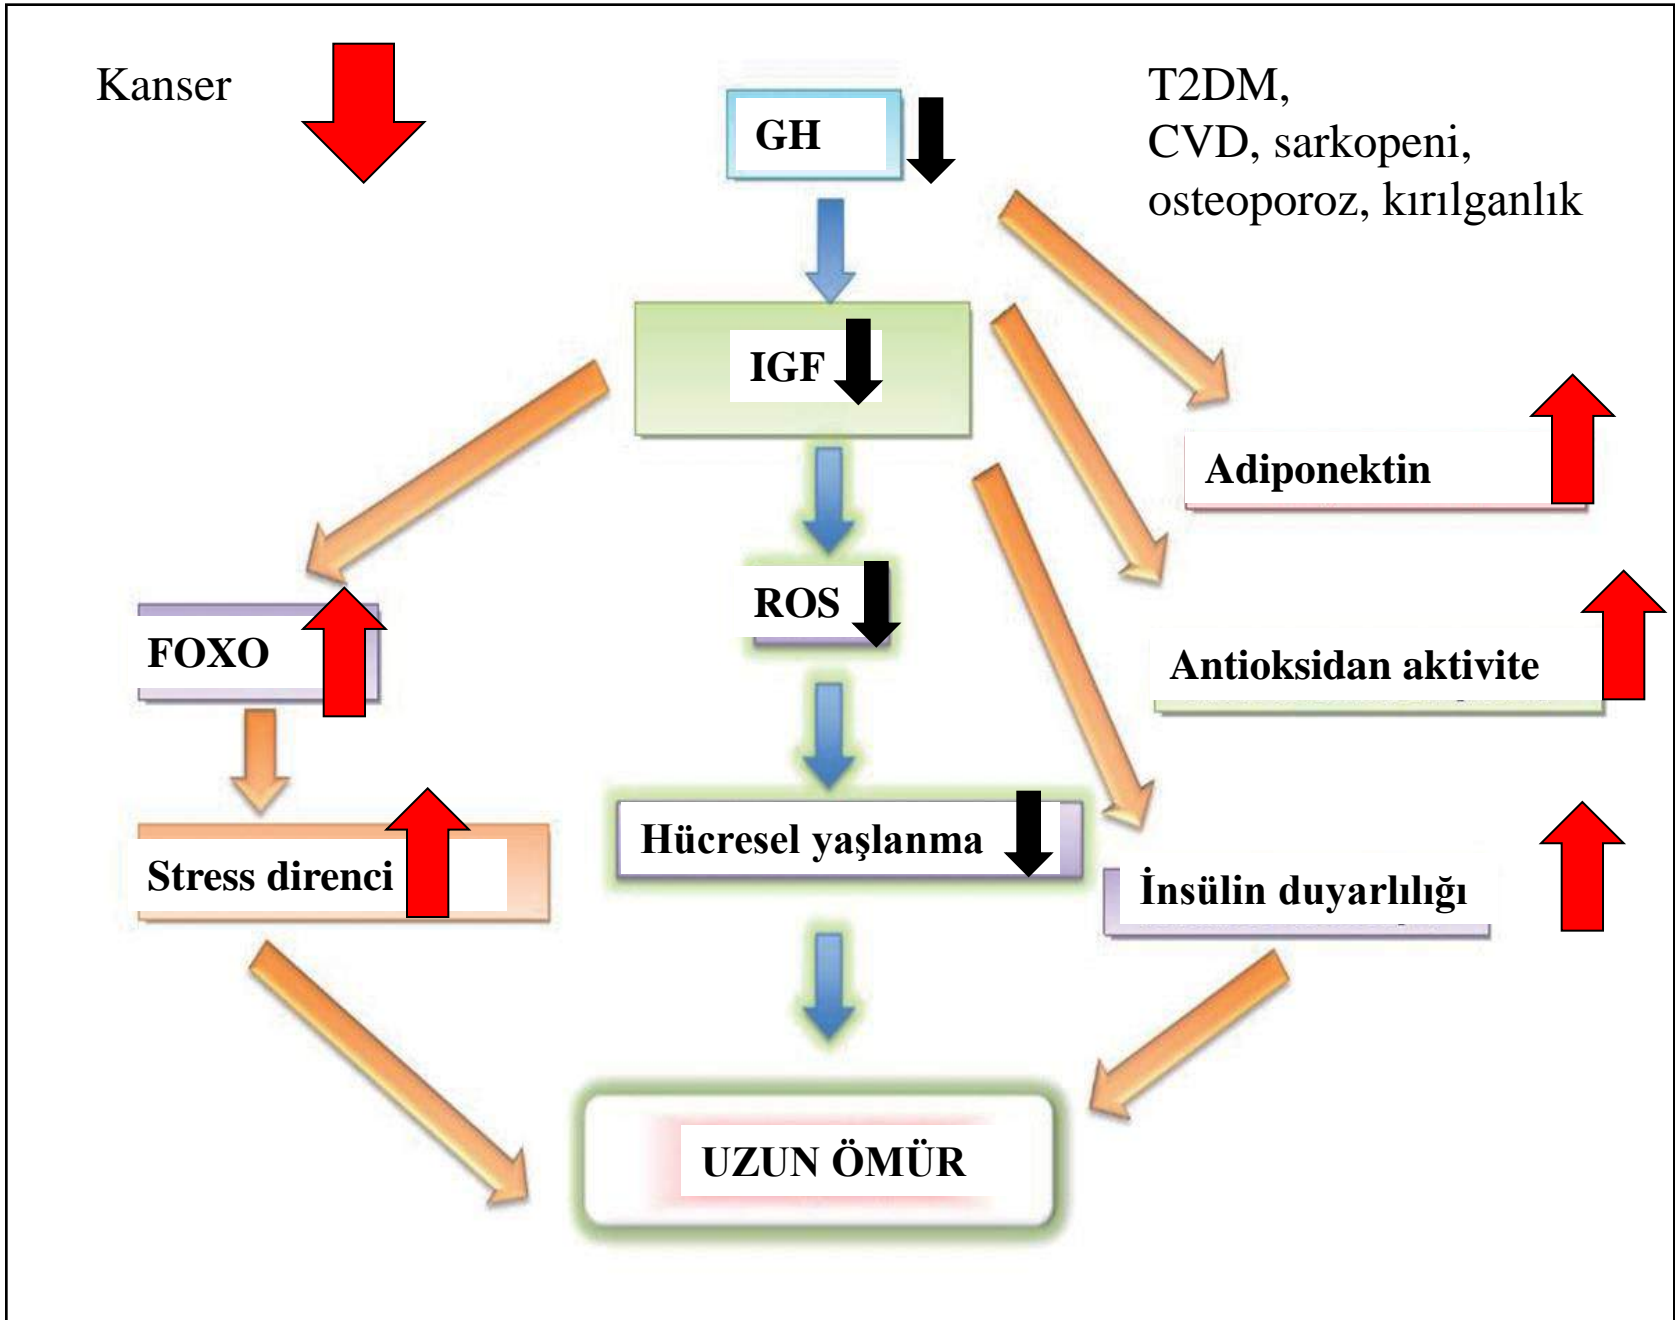 Kanser
T2DM,
CVD, sarkopeni,
osteoporoz, kırılganlık
GH
IGF
Adiponektin
ROS
FOXO
Antioksidan aktivite
Hücresel yaşlanma
Stress direnci
İnsülin duyarlılığı
UZUN ÖMÜR